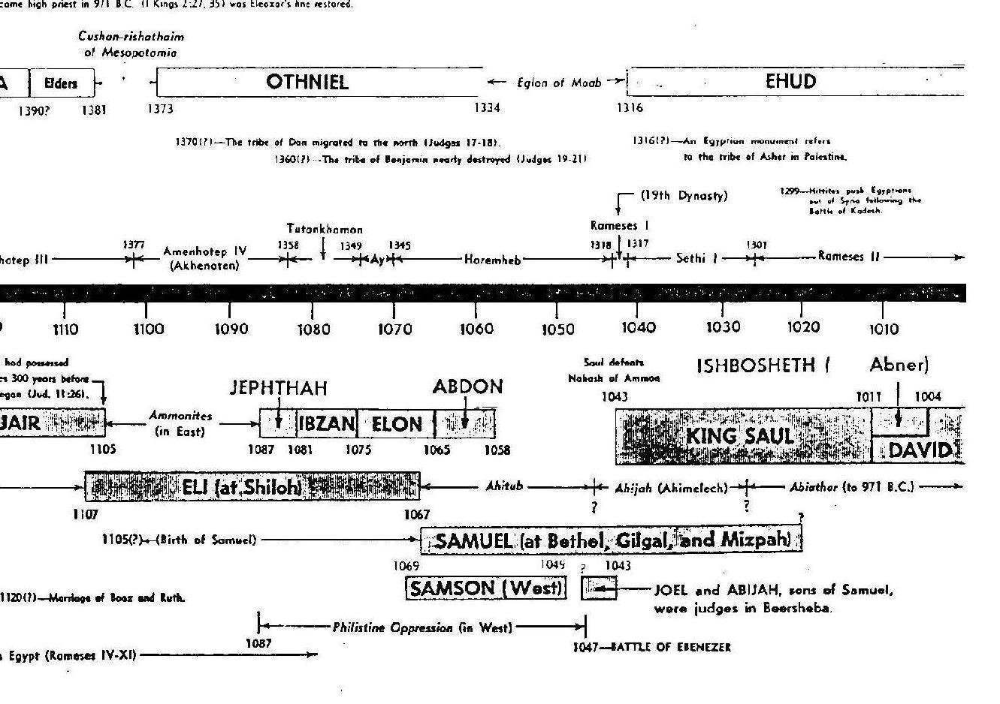 came high priest in 971 B.C. (I Kings 2:27, 35) was Eleazar's line restored.
Cushan-rishathaim
of Mesopotamia
A Elders OTHNIEL ← Eglon of Moab → EHUD
1390? 1381 1373 1334 1316
1370(?)—The tribe of Dan migrated to the north (Judges 17-18).
1360(?)—The tribe of Benjamin nearly destroyed (Judges 19-21)
1316(?)—An Egyptian monument refers
to the tribe of Asher in Palestine.
(19th Dynasty)
1299—Hittites push Egyptians
out of Syria following the
Battle of Kadesh.
Tutankhamon
Rameses I
1377 1358 1349 1345 1318 1317 1301
hotep III Amenhotep IV
(Akhenaten)
Ay Haremheb Sethi I Rameses II
1110 1100 1090 1080 1070 1060 1050 1040 1030 1020 1010
had possessed
es 300 years before
egan (Jud. 11:26).
Saul defeats
Nahash of Ammon
1043
ISHBOSHETH ( Abner)
1011 1004
JEPHTHAH ABDON
JAIR Ammonites
(in East)
IBZAN ELON KING SAUL DAVID
1105 1087 1081 1075 1065 1058
ELI (at Shiloh) Ahitub Ahijah (Ahimelech) Abiathar (to 971 B.C.)
1107 1067 ? ? ?
1105(?) (Birth of Samuel) SAMUEL (at Bethel, Gilgal, and Mizpah)
1069 1049 ? 1043
SAMSON (West) JOEL and ABIJAH, sons of Samuel,
were judges in Beersheba.
1120(?)—Marriage of Boaz and Ruth.
Philistine Oppression (in West)
1087 1047—BATTLE OF EBENEZER
Egypt (Rameses IV-XI)